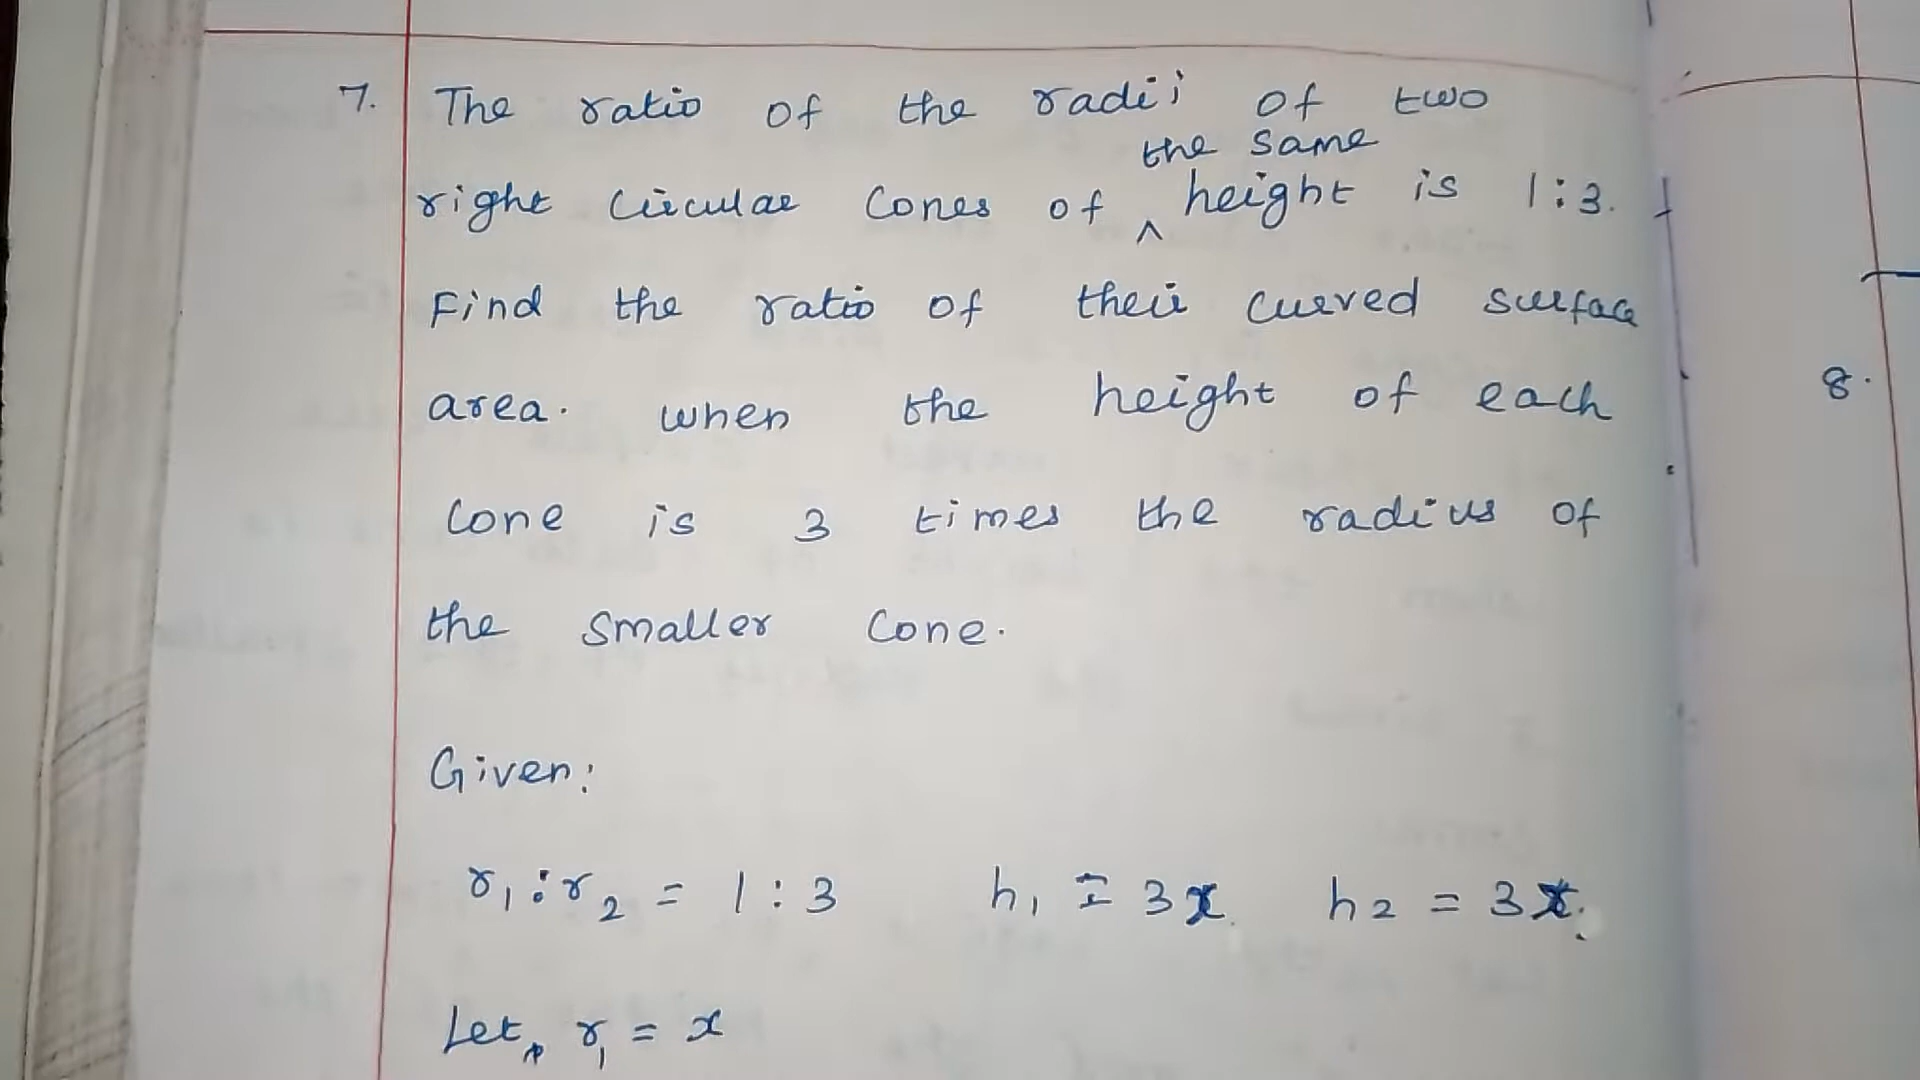 7. The ratio of the radii of two
right circular cones of ^ the same height is 1:3.
Find the ratio of their curved surface
area. when the height of each
cone is 3 times the radius of
the smaller cone.
Given:
r₁ : r₂ = 1 : 3 h₁ = 3x h₂ = 3x.
Let, r₁ = x
8.